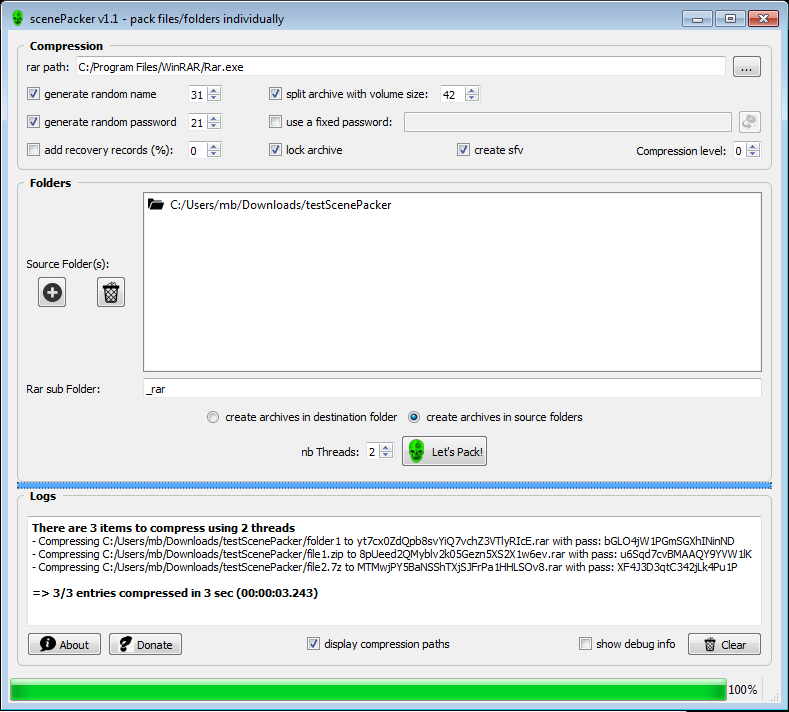 scenePacker v1.1 - pack files/folders individually
Compression
rar path: C:/Program Files/WinRAR/Rar.exe ...
generate random name 31 split archive with volume size: 42
generate random password 21 use a fixed password:
add recovery records (%): 0 lock archive create sfv Compression level: 0
Folders
C:/Users/mb/Downloads/testScenePacker
Source Folder(s):
Rar sub Folder: _rar
create archives in destination folder create archives in source folders
nb Threads: 2 Let's Pack!
Logs
There are 3 items to compress using 2 threads
- Compressing C:/Users/mb/Downloads/testScenePacker/folder1 to yt7cx0ZdQpb8svYiQ7vchZ3VTlyRIcE.rar with pass: bGLO4jW1PGmSGXhINinND
- Compressing C:/Users/mb/Downloads/testScenePacker/file1.zip to 8pUeed2QMyblv2k05Gezn5XS2X1w6ev.rar with pass: u6Sqd7cvBMAAQY9YVW1lK
- Compressing C:/Users/mb/Downloads/testScenePacker/file2.7z to MTMwjPY5BaNSShTXjSJFrPa1HHLSOv8.rar with pass: XF4J3D3qtC342jLk4Pu1P
=> 3/3 entries compressed in 3 sec (00:00:03.243)
About Donate display compression paths show debug info Clear
100%